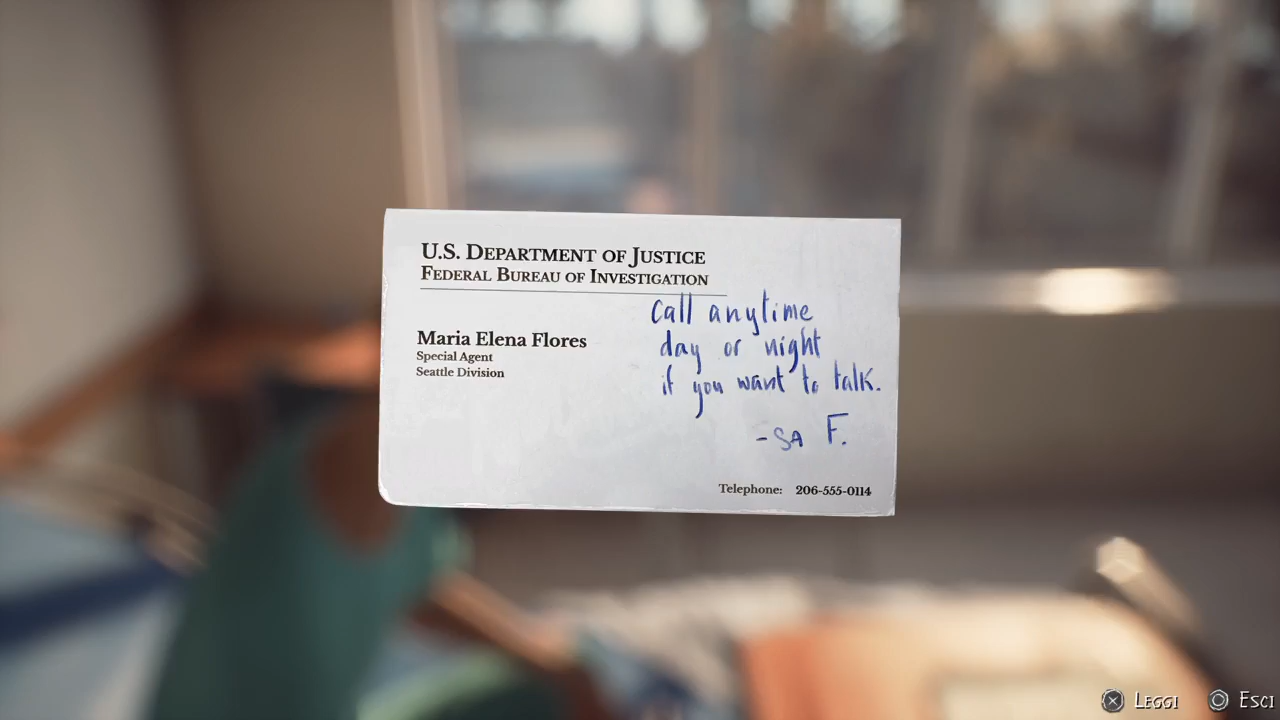 U.S. DEPARTMENT OF JUSTICE
FEDERAL BUREAU OF INVESTIGATION
Call anytime
day or night
if you want to talk.
Maria Elena Flores
Special Agent
Seattle Division
-SA F.
Telephone: 206-555-0114
LEGGI
ESCI